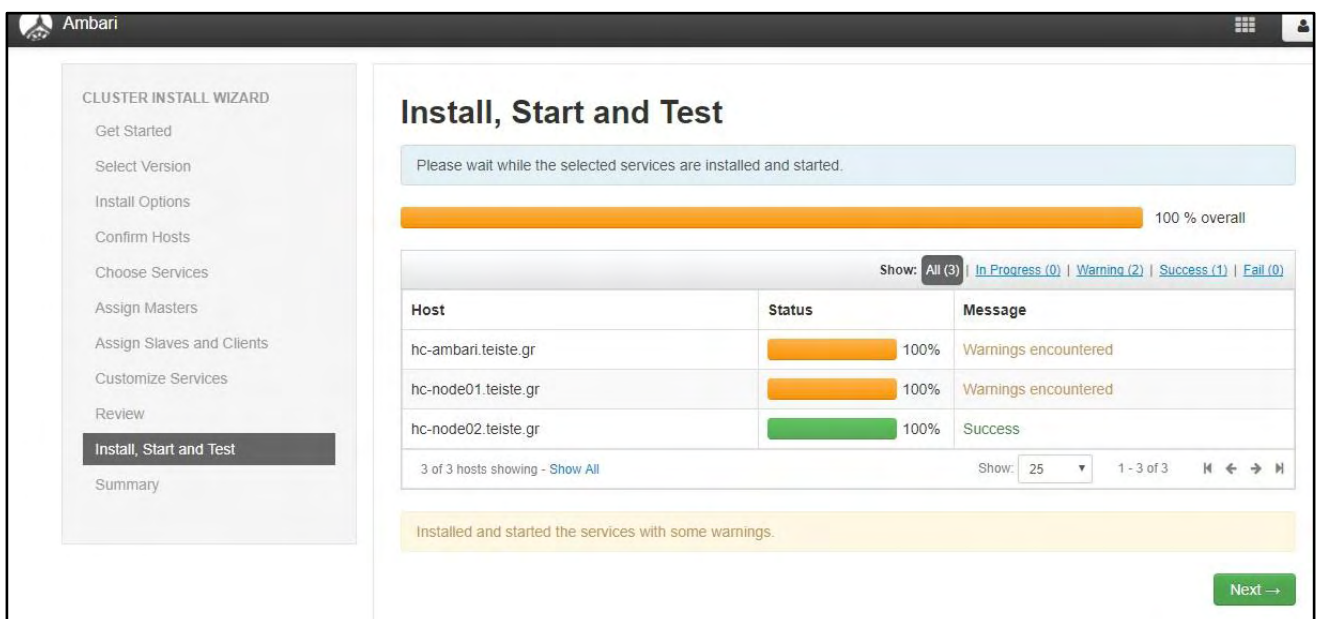 Ambari
CLUSTER INSTALL WIZARD
Get Started
Select Version
Install Options
Confirm Hosts
Choose Services
Assign Masters
Assign Slaves and Clients
Customize Services
Review
Install, Start and Test
Summary
Install, Start and Test
Please wait while the selected services are installed and started.
100 % overall
Show: All (3) | In Progress (0) | Warning (2) | Success (1) | Fail (0)
Host Status Message
hc-ambari.teiste.gr 100% Warnings encountered
hc-node01.teiste.gr 100% Warnings encountered
hc-node02.teiste.gr 100% Success
3 of 3 hosts showing - Show All Show: 25 1 - 3 of 3
Installed and started the services with some warnings.
Next →